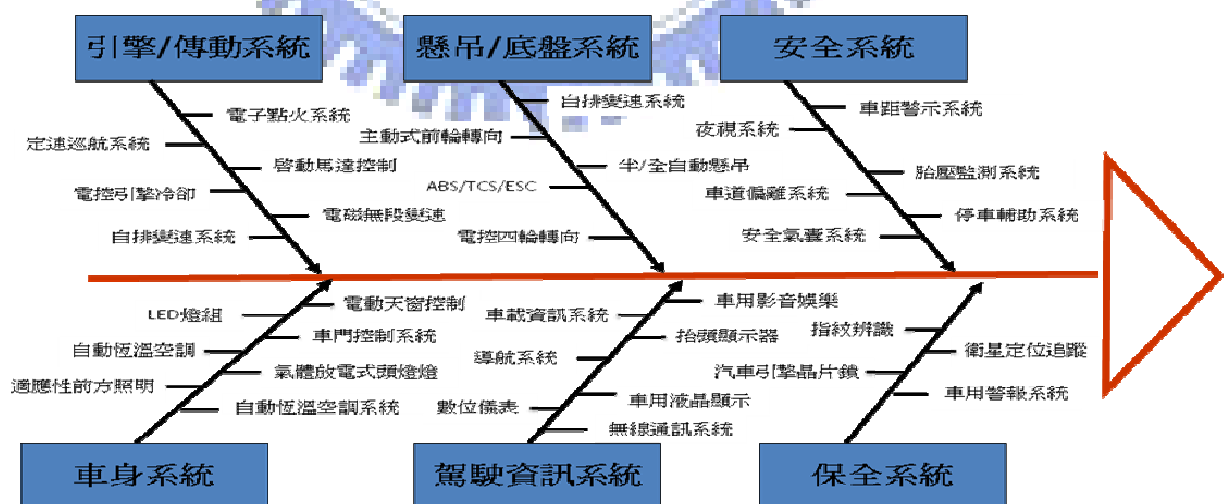 引擎/傳動系統
懸吊/底盤系統
安全系統
電子點火系統
定速巡航系統
啓動馬達控制
電控引擎冷卻
電磁無段變速
自排變速系統
自排變速系統
主動式前輪轉向
半/全自動懸吊
ABS/TCS/ESC
電控四輪轉向
車距警示系統
夜視系統
胎壓監測系統
車道偏離系統
停車輔助系統
安全氣囊系統
電動天窗控制
LED燈組
車門控制系統
自動恆溫空調
氣體放電式頭燈燈
適應性前方照明
自動恆溫空調系統
車用影音娛樂
車載資訊系統
抬頭顯示器
導航系統
車用液晶顯示
數位儀表
無線通訊系統
指紋辨識
衛星定位追蹤
汽車引擎晶片鎖
車用警報系統
車身系統
駕駛資訊系統
保全系統